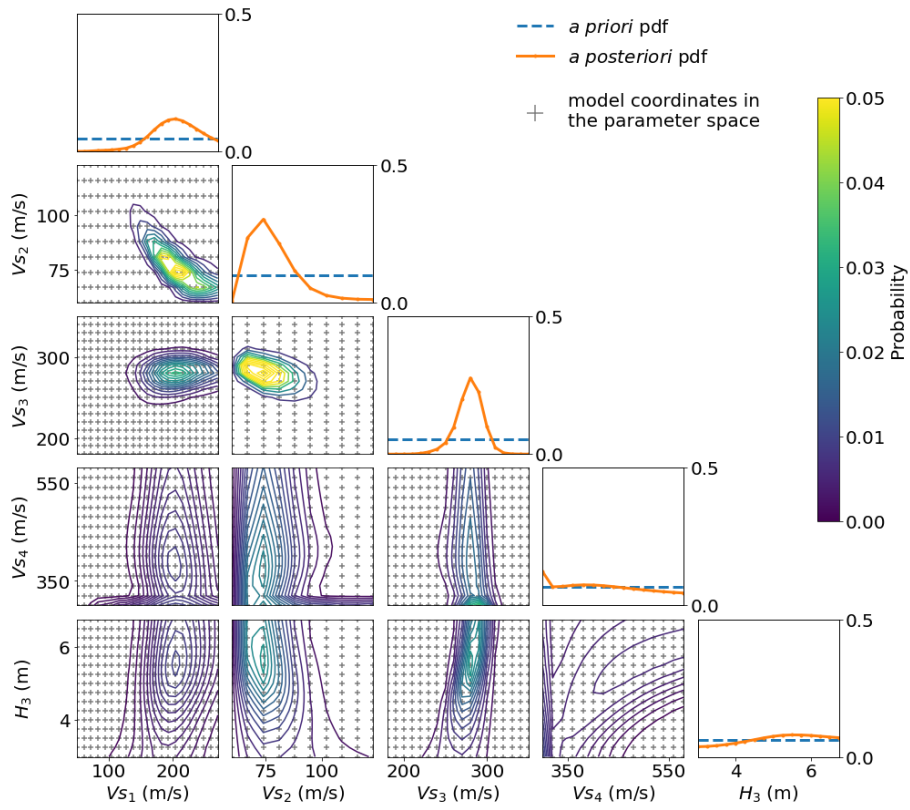 0.5
a priori pdf
a posteriori pdf
model coordinates in
the parameter space
0.0
0.5
0.05
100
75
Vs2 (m/s)
0.0
0.04
0.5
300
200
Vs3 (m/s)
0.0
0.03
Probability
0.02
0.01
0.00
0.5
550
350
Vs4 (m/s)
0.0
0.5
6
4
H3 (m)
0.0
100 200
75 100
200 300
350 550
4 6
Vs1 (m/s)
Vs2 (m/s)
Vs3 (m/s)
Vs4 (m/s)
H3 (m)